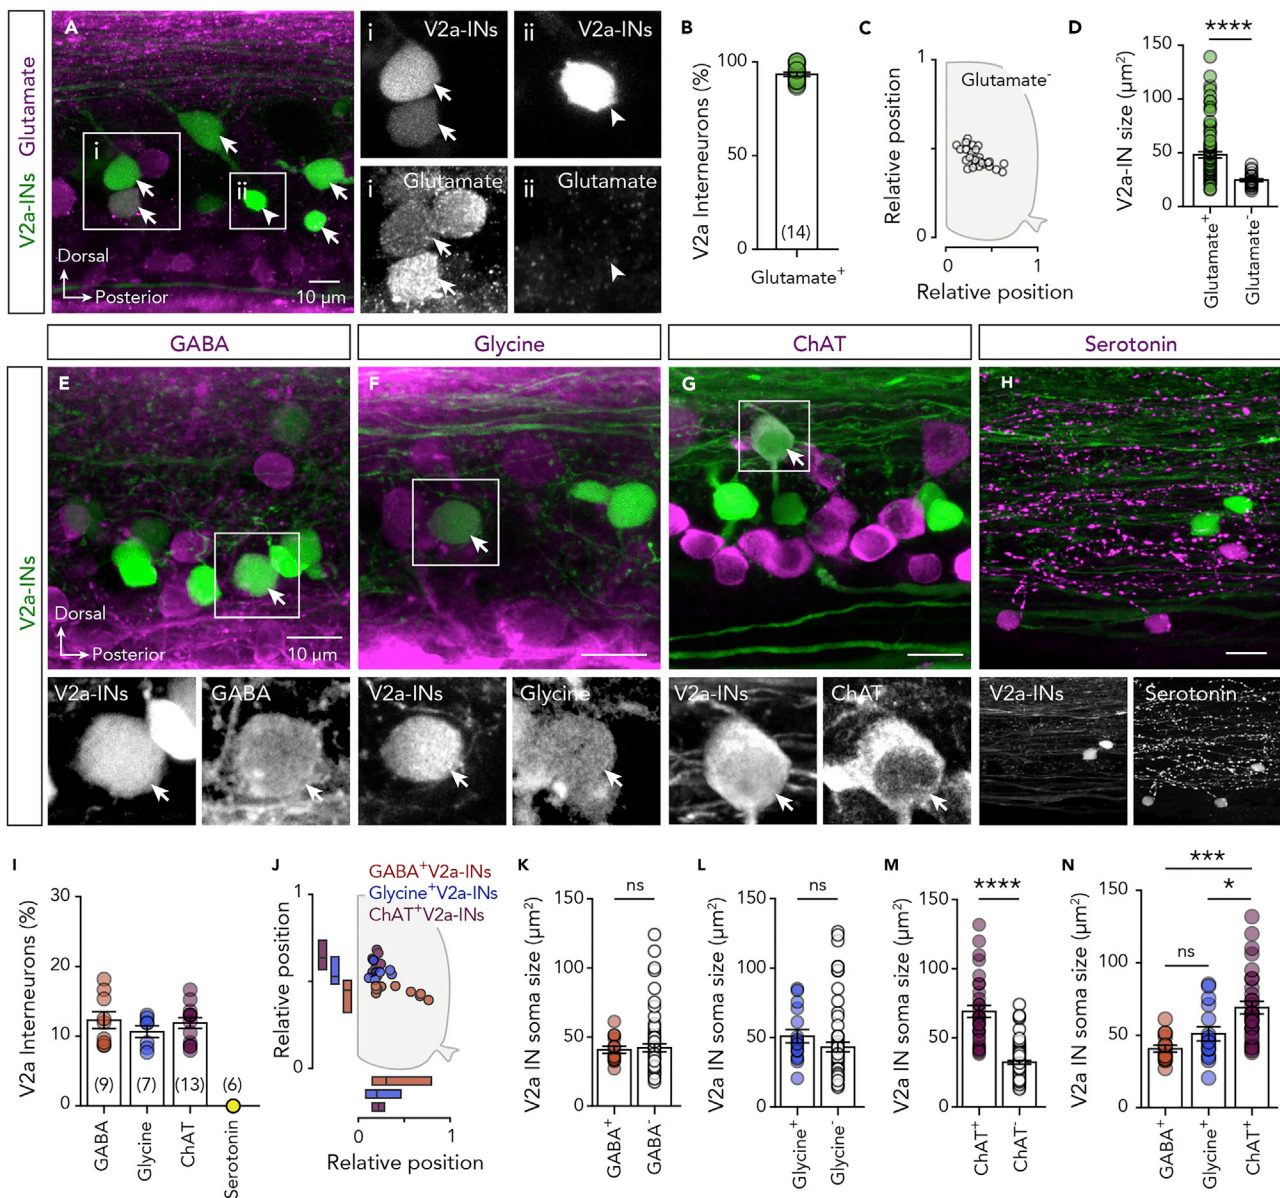 V2a-INs Glutamate
A
i
ii
Dorsal
Posterior
10 µm
i
V2a-INs
ii
V2a-INs
i
Glutamate
ii
Glutamate
B
V2a Interneurons (%)
100
50
0
(14)
Glutamate+
C
Relative position
1
0
Glutamate-
0
1
Relative position
D
V2a-IN size (µm²)
150
100
50
0
****
Glutamate+
Glutamate-
GABA
Glycine
ChAT
Serotonin
V2a-INs
E
Dorsal
Posterior
10 µm
F
G
H
V2a-INs
GABA
V2a-INs
Glycine
V2a-INs
ChAT
V2a-INs
Serotonin
I
V2a Interneurons (%)
30
20
10
0
(9)
(7)
(13)
(6)
GABA
Glycine
ChAT
Serotonin
J
GABA+V2a-INs
Glycine+V2a-INs
ChAT+V2a-INs
Relative position
1
0
0
1
Relative position
K
V2a IN soma size (µm²)
150
100
50
0
ns
GABA+
GABA-
L
V2a IN soma size (µm²)
150
100
50
0
ns
Glycine+
Glycine-
M
V2a IN soma size (µm²)
150
100
50
0
****
ChAT+
ChAT-
N
V2a IN soma size (µm²)
150
100
50
0
***
*
ns
GABA+
Glycine+
ChAT+